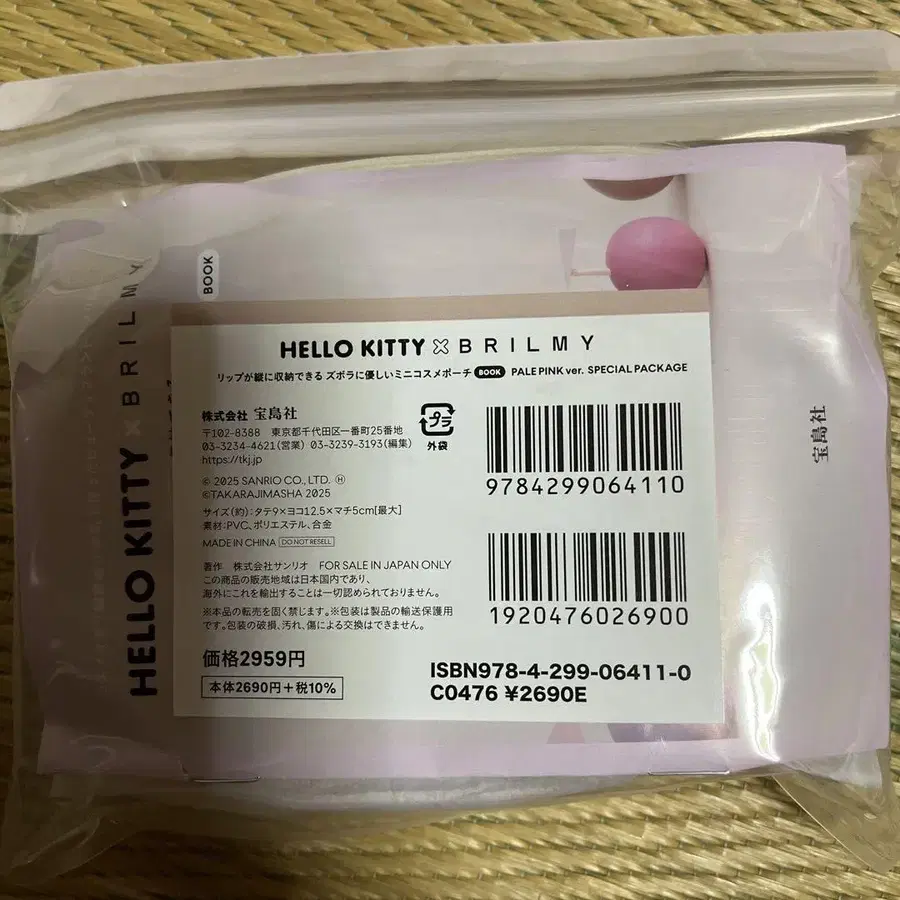 BOOK
HELLO KITTY × BRILMY
HELLO KITTY × BRILMY
リップが縦に収納できる ズボラに優しいミニコスメポーチ BOOK PALE PINK ver. SPECIAL PACKAGE
株式会社 宝島社
〒102-8388 東京都千代田区一番町25番地
03-3234-4621(営業) 03-3239-3193(編集)
https://tkj.jp
プラ
外袋
© 2025 SANRIO CO., LTD. Ⓗ
©TAKARAJIMASHA 2025
サイズ(約):タテ9×ヨコ12.5×マチ5cm[最大]
素材:PVC、ポリエステル、合金
MADE IN CHINA DO NOT RESELL
著作 株式会社サンリオ FOR SALE IN JAPAN ONLY
この商品の販売地域は日本国内であり、
海外にこれを輸出することは一切認められておりません。
※本品の転売を固く禁じます。※包装は製品の輸送保護用
です。包装の破損、汚れ、傷による交換はできません。
価格2959円
本体2690円+税10%
9784299064110
1920476026900
ISBN978-4-299-06411-0
C0476 ¥2690E
宝島社